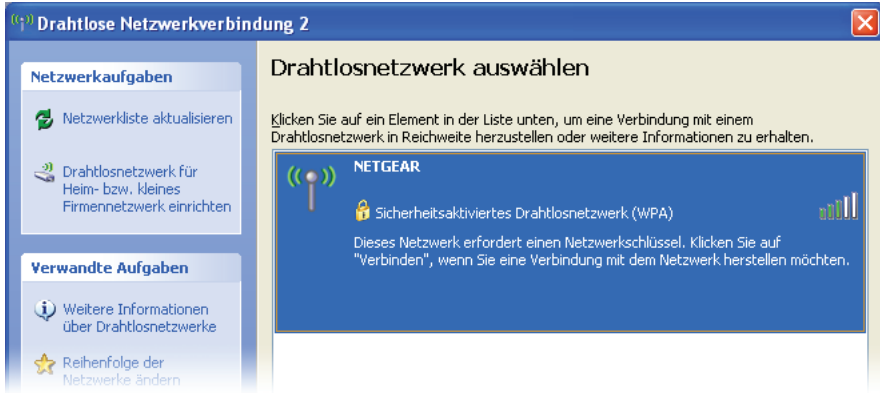 Drahtlose Netzwerkverbindung 2
Netzwerkaufgaben
Netzwerkliste aktualisieren
Drahtlosnetzwerk für
Heim- bzw. kleines
Firmennetzwerk einrichten
Verwandte Aufgaben
Weitere Informationen
über Drahtlosnetzwerke
Reihenfolge der
Netzwerke ändern
Drahtlosnetzwerk auswählen
Klicken Sie auf ein Element in der Liste unten, um eine Verbindung mit einem
Drahtlosnetzwerk in Reichweite herzustellen oder weitere Informationen zu erhalten.
NETGEAR
Sicherheitsaktiviertes Drahtlosnetzwerk (WPA)
Dieses Netzwerk erfordert einen Netzwerkschlüssel. Klicken Sie auf
"Verbinden", wenn Sie eine Verbindung mit dem Netzwerk herstellen möchten.